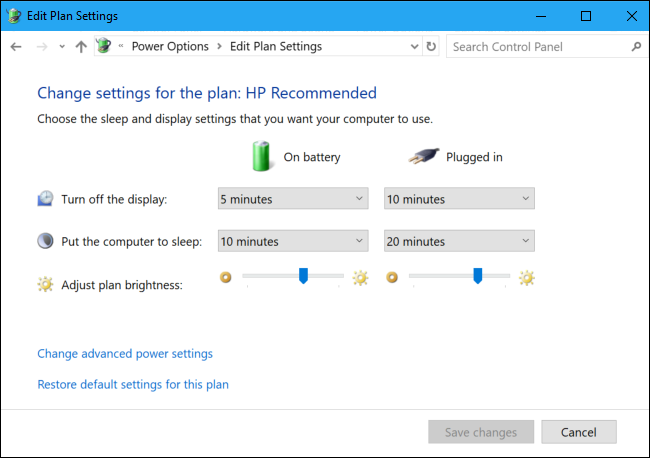 Edit Plan Settings
« Power Options > Edit Plan Settings
Search Control Panel
Change settings for the plan: HP Recommended
Choose the sleep and display settings that you want your computer to use.
On battery
Plugged in
Turn off the display:
5 minutes
10 minutes
Put the computer to sleep:
10 minutes
20 minutes
Adjust plan brightness:
Change advanced power settings
Restore default settings for this plan
Save changes
Cancel